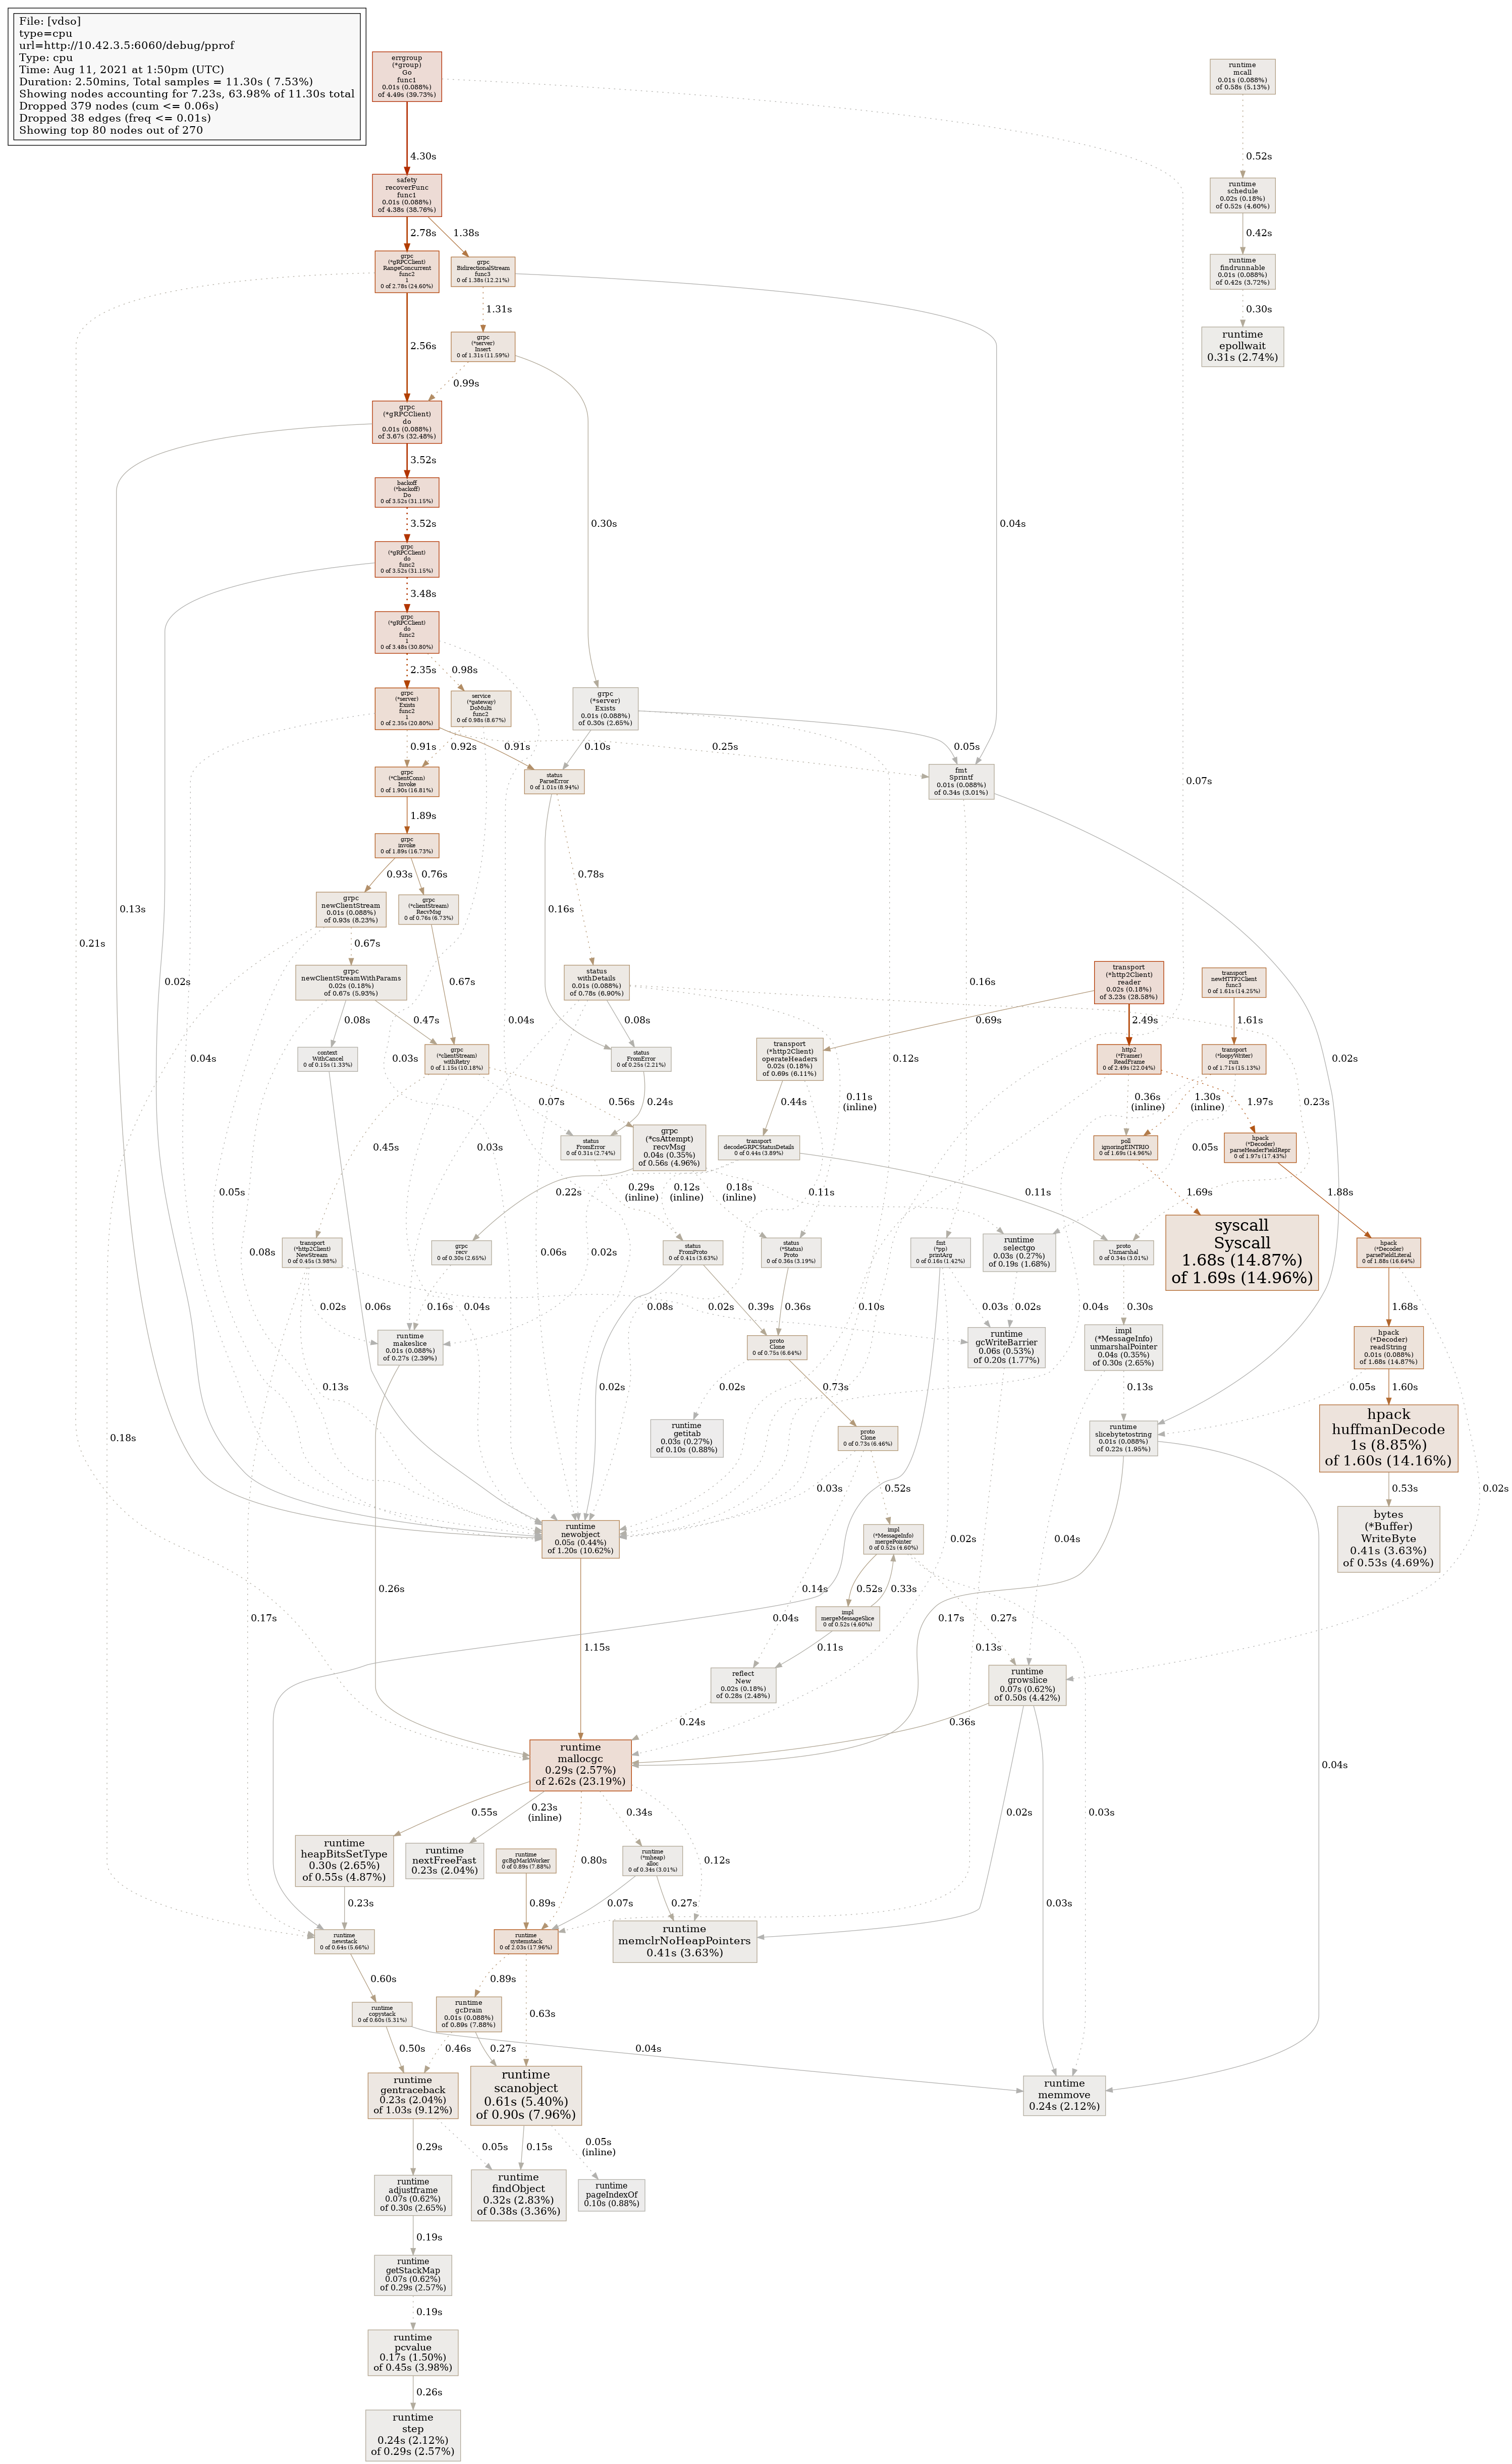 File: [vdso]
type=cpu
url=http://10.42.3.5:6060/debug/pprof
Type: cpu
Time: Aug 11, 2021 at 1:50pm (UTC)
Duration: 2.50mins, Total samples = 11.30s ( 7.53%)
Showing nodes accounting for 7.23s, 63.98% of 11.30s total
Dropped 379 nodes (cum <= 0.06s)
Dropped 38 edges (freq <= 0.01s)
Showing top 80 nodes out of 270
errgroup
(*group)
Go
func1
0.01s (0.088%)
of 4.49s (39.73%)
runtime
mcall
0.01s (0.088%)
of 0.58s (5.13%)
4.30s
0.52s
safety
recoverFunc
func1
0.01s (0.088%)
of 4.38s (38.76%)
runtime
schedule
0.02s (0.18%)
of 0.52s (4.60%)
2.78s
1.38s
0.42s
grpc
(*gRPCClient)
RangeConcurrent
func2
1
0 of 2.78s (24.60%)
grpc
BidirectionalStream
func3
0 of 1.38s (12.21%)
runtime
findrunnable
0.01s (0.088%)
of 0.42s (3.72%)
1.31s
0.30s
grpc
(*server)
Insert
0 of 1.31s (11.59%)
runtime
epollwait
0.31s (2.74%)
2.56s
0.99s
grpc
(*gRPCClient)
do
0.01s (0.088%)
of 3.67s (32.48%)
3.52s
backoff
(*backoff)
Do
0 of 3.52s (31.15%)
0.30s
0.04s
3.52s
grpc
(*gRPCClient)
do
func2
0 of 3.52s (31.15%)
3.48s
grpc
(*gRPCClient)
do
func2
1
0 of 3.48s (30.80%)
2.35s
0.98s
grpc
(*server)
Exists
func2
1
0 of 2.35s (20.80%)
service
(*gateway)
DoMulti
func2
0 of 0.98s (8.67%)
grpc
(*server)
Exists
0.01s (0.088%)
of 0.30s (2.65%)
0.91s
0.92s
0.91s
0.25s
0.10s
0.05s
0.07s
grpc
(*ClientConn)
Invoke
0 of 1.90s (16.81%)
status
ParseError
0 of 1.01s (8.94%)
fmt
Sprintf
0.01s (0.088%)
of 0.34s (3.01%)
1.89s
grpc
invoke
0 of 1.89s (16.73%)
0.93s
0.76s
0.78s
grpc
newClientStream
0.01s (0.088%)
of 0.93s (8.23%)
grpc
(*clientStream)
RecvMsg
0 of 0.76s (6.73%)
0.13s
0.16s
0.21s
0.67s
grpc
newClientStreamWithParams
0.02s (0.18%)
of 0.67s (5.93%)
0.02s
0.67s
0.04s
status
withDetails
0.01s (0.088%)
of 0.78s (6.90%)
0.16s
transport
(*http2Client)
reader
0.02s (0.18%)
of 3.23s (28.58%)
transport
newHTTP2Client
func3
0 of 1.61s (14.25%)
0.08s
0.47s
0.08s
0.69s
2.49s
1.61s
0.02s
context
WithCancel
0 of 0.15s (1.33%)
grpc
(*clientStream)
withRetry
0 of 1.15s (10.18%)
status
FromError
0 of 0.25s (2.21%)
transport
(*http2Client)
operateHeaders
0.02s (0.18%)
of 0.69s (6.11%)
http2
(*Framer)
ReadFrame
0 of 2.49s (22.04%)
transport
(*loopyWriter)
run
0 of 1.71s (15.13%)
0.04s
0.03s
0.12s
0.07s
0.56s
0.24s
0.11s
(inline)
0.44s
0.36s
(inline)
1.30s
(inline)
1.97s
0.23s
status
FromError
0 of 0.31s (2.74%)
grpc
(*csAttempt)
recvMsg
0.04s (0.35%)
of 0.56s (4.96%)
transport
decodeGRPCStatusDetails
0 of 0.44s (3.89%)
poll
ignoringEINTRIO
0 of 1.69s (14.96%)
hpack
(*Decoder)
parseHeaderFieldRepr
0 of 1.97s (17.43%)
0.45s
0.03s
0.05s
0.05s
0.22s
0.29s
(inline)
0.12s
(inline)
0.18s
(inline)
0.11s
0.11s
1.69s
1.88s
transport
(*http2Client)
NewStream
0 of 0.45s (3.98%)
grpc
recv
0 of 0.30s (2.65%)
status
FromProto
0 of 0.41s (3.63%)
status
(*Status)
Proto
0 of 0.36s (3.19%)
fmt
(*pp)
printArg
0 of 0.16s (1.42%)
runtime
selectgo
0.03s (0.27%)
of 0.19s (1.68%)
proto
Unmarshal
0 of 0.34s (3.01%)
syscall
Syscall
1.68s (14.87%)
of 1.69s (14.96%)
hpack
(*Decoder)
parseFieldLiteral
0 of 1.88s (16.64%)
0.08s
0.06s
0.02s
0.06s
0.02s
0.16s
0.04s
0.08s
0.02s
0.39s
0.36s
0.10s
0.03s
0.02s
0.04s
0.30s
1.68s
runtime
makeslice
0.01s (0.088%)
of 0.27s (2.39%)
proto
Clone
0 of 0.75s (6.64%)
runtime
gcWriteBarrier
0.06s (0.53%)
of 0.20s (1.77%)
impl
(*MessageInfo)
unmarshalPointer
0.04s (0.35%)
of 0.30s (2.65%)
hpack
(*Decoder)
readString
0.01s (0.088%)
of 1.68s (14.87%)
0.13s
0.02s
0.02s
0.73s
0.13s
0.05s
1.60s
0.18s
runtime
getitab
0.03s (0.27%)
of 0.10s (0.88%)
proto
Clone
0 of 0.73s (6.46%)
runtime
slicebytetostring
0.01s (0.088%)
of 0.22s (1.95%)
hpack
huffmanDecode
1s (8.85%)
of 1.60s (14.16%)
0.03s
0.52s
0.53s
0.02s
runtime
newobject
0.05s (0.44%)
of 1.20s (10.62%)
impl
(*MessageInfo)
mergePointer
0 of 0.52s (4.60%)
0.02s
0.04s
bytes
(*Buffer)
WriteByte
0.41s (3.63%)
of 0.53s (4.69%)
0.26s
0.14s
0.52s
0.33s
0.17s
0.04s
impl
mergeMessageSlice
0 of 0.52s (4.60%)
0.17s
0.27s
1.15s
0.11s
0.13s
reflect
New
0.02s (0.18%)
of 0.28s (2.48%)
runtime
growslice
0.07s (0.62%)
of 0.50s (4.42%)
0.24s
0.36s
runtime
mallocgc
0.29s (2.57%)
of 2.62s (23.19%)
0.04s
0.55s
0.23s
(inline)
0.34s
0.02s
0.03s
runtime
heapBitsSetType
0.30s (2.65%)
of 0.55s (4.87%)
runtime
nextFreeFast
0.23s (2.04%)
runtime
gcBgMarkWorker
0 of 0.89s (7.88%)
0.80s
runtime
(*mheap)
alloc
0 of 0.34s (3.01%)
0.12s
0.23s
0.89s
0.07s
0.27s
0.03s
runtime
newstack
0 of 0.64s (5.66%)
runtime
systemstack
0 of 2.03s (17.96%)
runtime
memclrNoHeapPointers
0.41s (3.63%)
0.60s
0.89s
runtime
copystack
0 of 0.60s (5.31%)
runtime
gcDrain
0.01s (0.088%)
of 0.89s (7.88%)
0.63s
0.50s
0.46s
0.27s
0.04s
runtime
gentraceback
0.23s (2.04%)
of 1.03s (9.12%)
runtime
scanobject
0.61s (5.40%)
of 0.90s (7.96%)
runtime
memmove
0.24s (2.12%)
0.29s
0.05s
0.15s
0.05s
(inline)
runtime
adjustframe
0.07s (0.62%)
of 0.30s (2.65%)
runtime
findObject
0.32s (2.83%)
of 0.38s (3.36%)
runtime
pageIndexOf
0.10s (0.88%)
0.19s
runtime
getStackMap
0.07s (0.62%)
of 0.29s (2.57%)
0.19s
runtime
pcvalue
0.17s (1.50%)
of 0.45s (3.98%)
0.26s
runtime
step
0.24s (2.12%)
of 0.29s (2.57%)